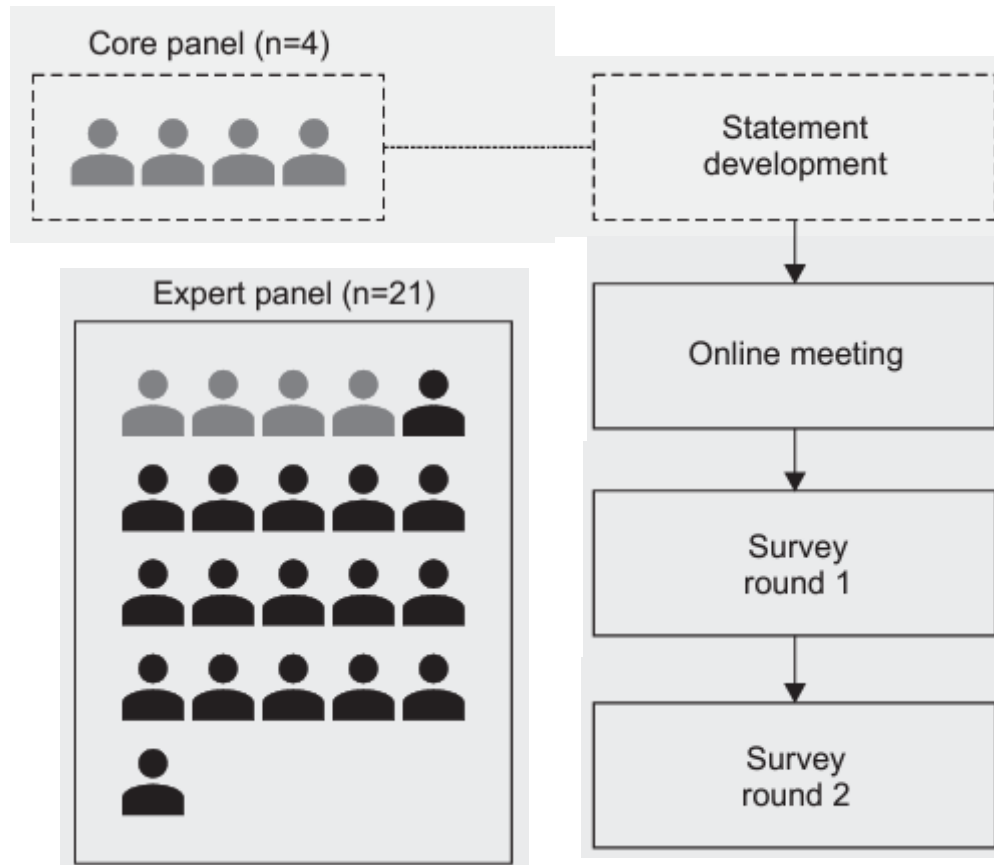 Core panel (n=4)
Statement
development
Expert panel (n=21)
Online meeting
Survey
round 1
Survey
round 2